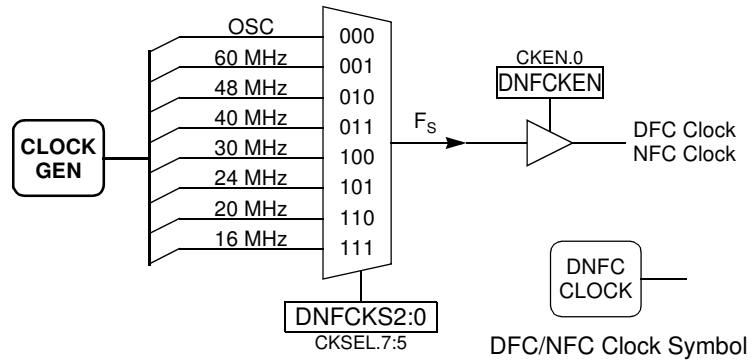 OSC
60 MHz
48 MHz
40 MHz
30 MHz
24 MHz
20 MHz
16 MHz
CLOCK
GEN
000
001
010
011
100
101
110
111
DNFCKS2:0
CKSEL.7:5
FS
CKEN.0
DNFCKEN
DFC Clock
NFC Clock
DNFC
CLOCK
DFC/NFC Clock Symbol